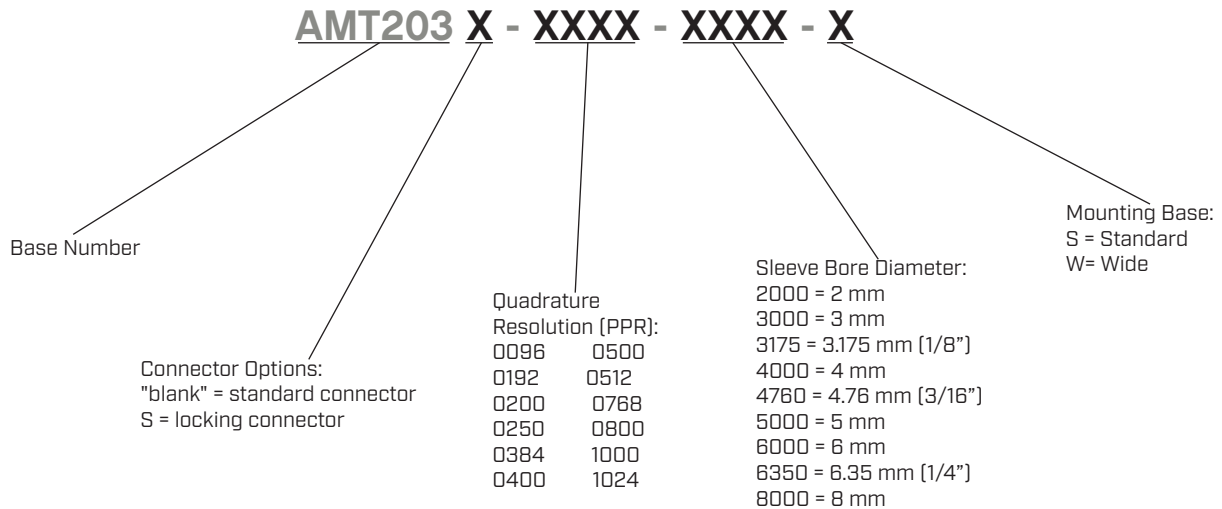 AMT203 X - XXXX - XXXX - X
Base Number
Connector Options:
"blank" = standard connector
S = locking connector
Quadrature
Resolution (PPR):
0096 0500
0192 0512
0200 0768
0250 0800
0384 1000
0400 1024
Sleeve Bore Diameter:
2000 = 2 mm
3000 = 3 mm
3175 = 3.175 mm (1/8”)
4000 = 4 mm
4760 = 4.76 mm (3/16”)
5000 = 5 mm
6000 = 6 mm
6350 = 6.35 mm (1/4”)
8000 = 8 mm
Mounting Base:
S = Standard
W= Wide